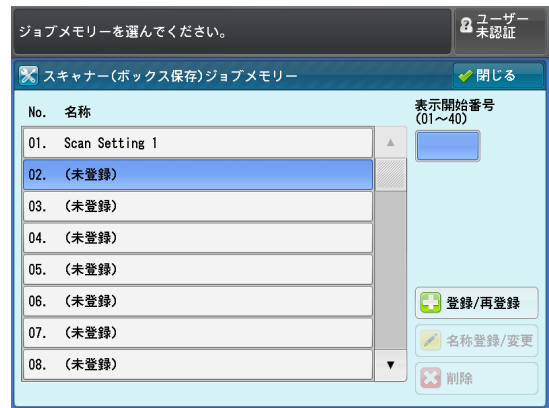 ジョブメモリーを選んでください。
ユーザー
未認証
スキャナー(ボックス保存)ジョブメモリー
閉じる
No. 名称
表示開始番号
(01～40)
01. Scan Setting 1
02. (未登録)
03. (未登録)
04. (未登録)
05. (未登録)
06. (未登録)
07. (未登録)
08. (未登録)
登録/再登録
名称登録/変更
削除